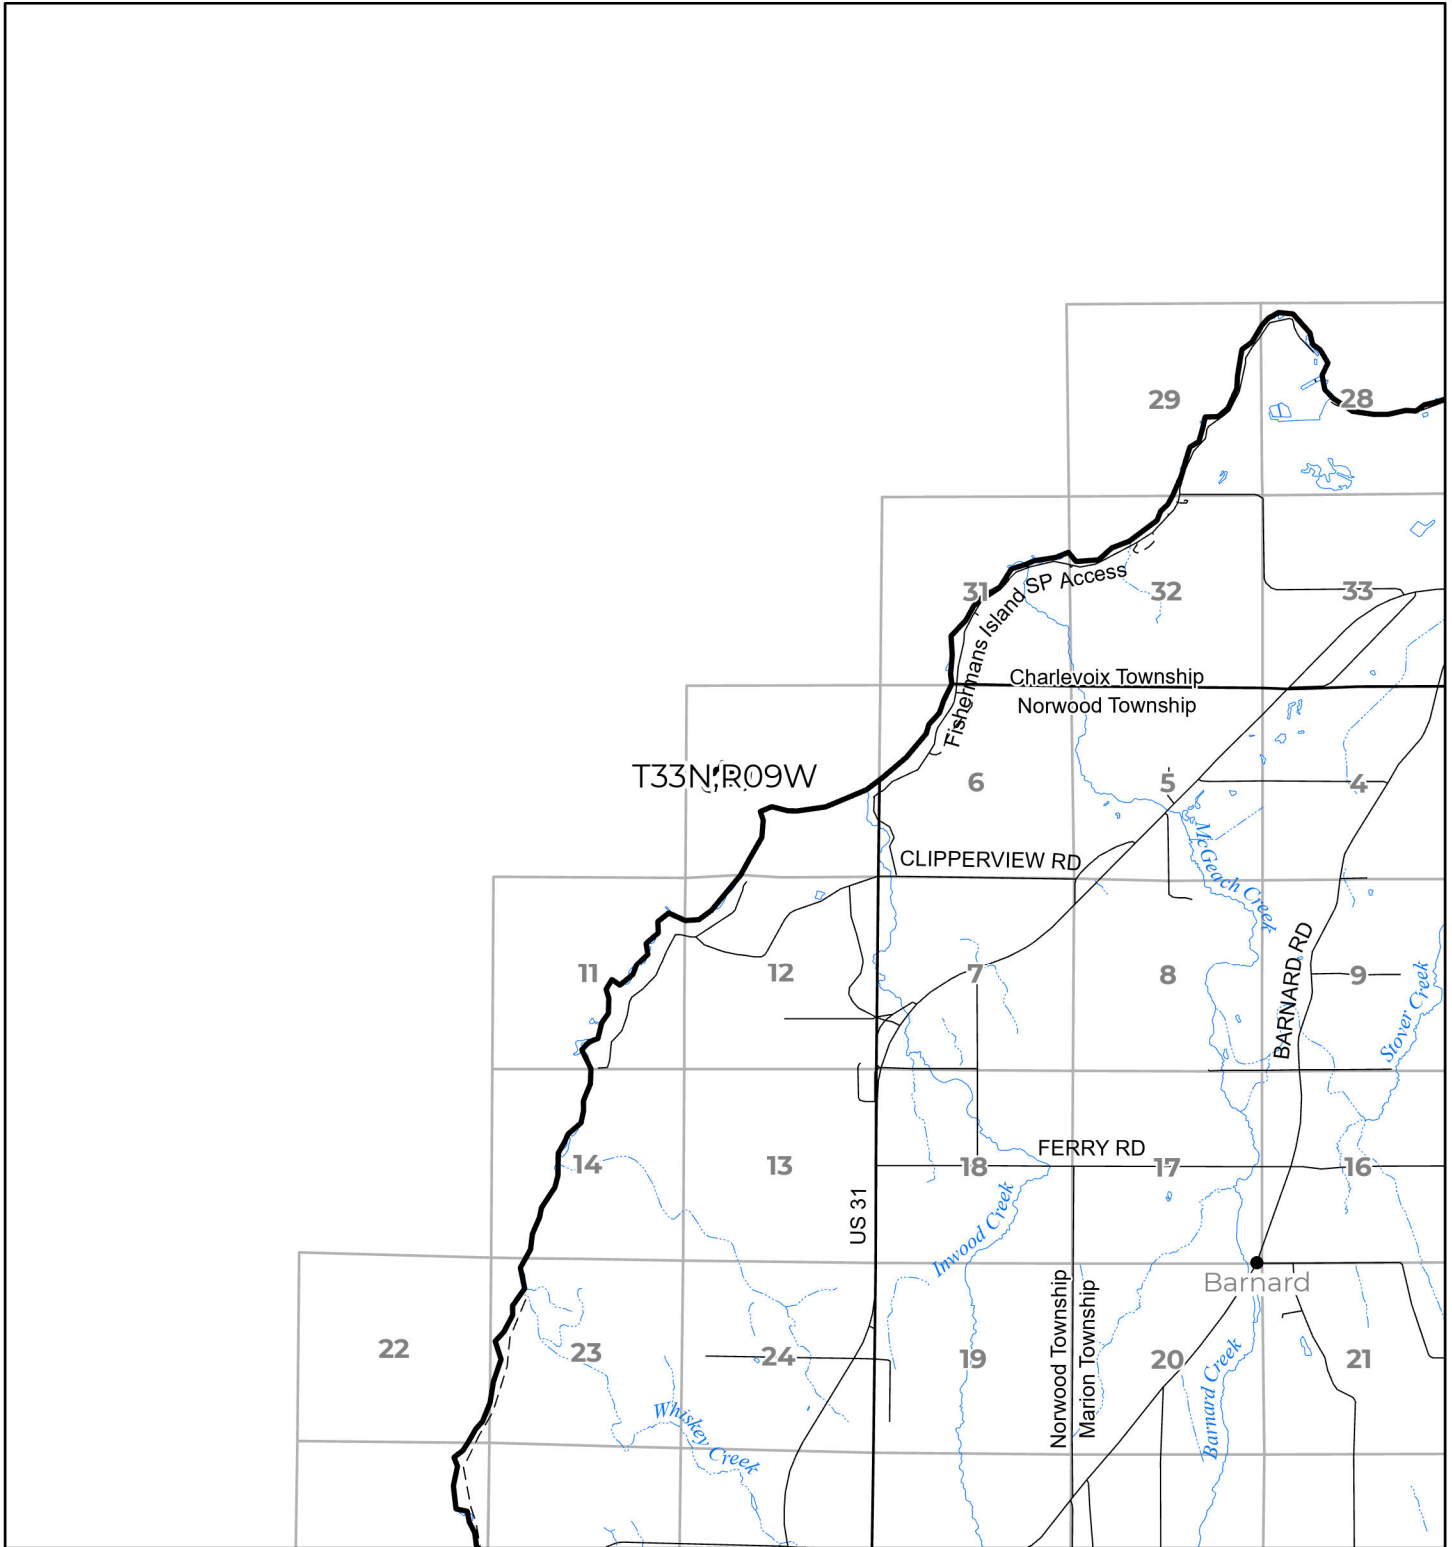 29
28
31
Fishermans Island SP Access
32
33
Charlevoix Township
Norwood Township
T33N,R09W
6
5
4
CLIPPERVIEW RD
McGeach Creek
11
12
7
8
BARNARD RD
9
Stover Creek
14
13
US 31
18
FERRY RD
17
16
Inwood Creek
Barnard
22
23
24
19
Norwood Township
Marion Township
20
21
Whiskey Creek
Barnard Creek